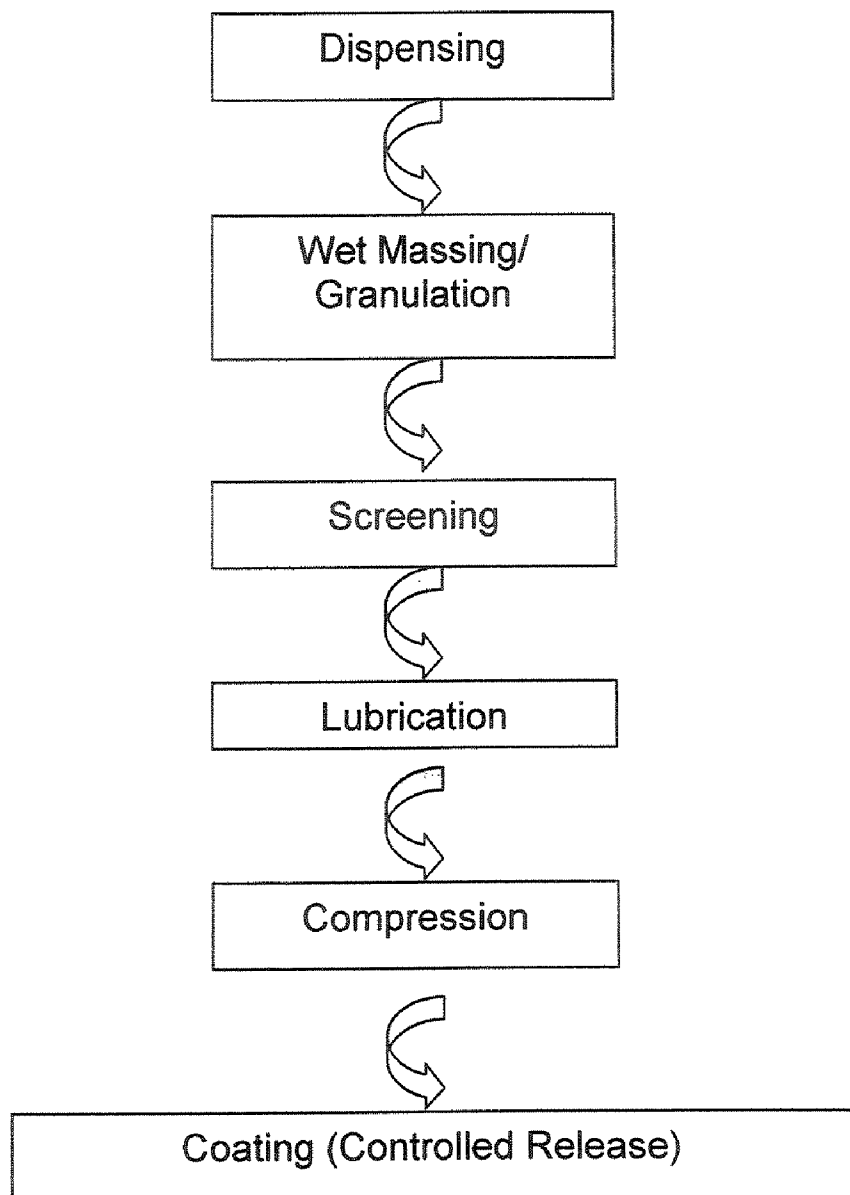 Dispensing
Wet Massing/
Granulation
Screening
Lubrication
Compression
Coating (Controlled Release)